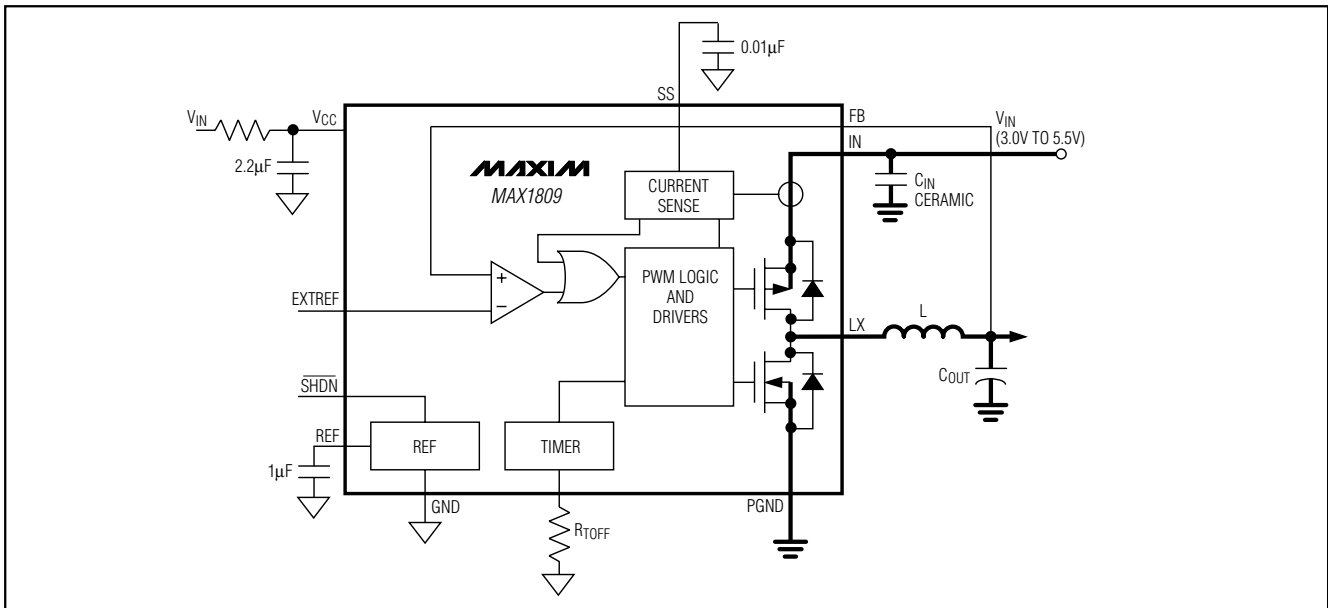 0.01µF
SS
V_IN
V_CC
FB
V_IN
(3.0V TO 5.5V)
IN
2.2µF
MAXIM
MAX1809
CURRENT
SENSE
C_IN
CERAMIC
+
−
PWM LOGIC
AND
DRIVERS
EXTREF
LX
L
C_OUT
SHDN
REF
REF
TIMER
1µF
GND
PGND
R_TOFF